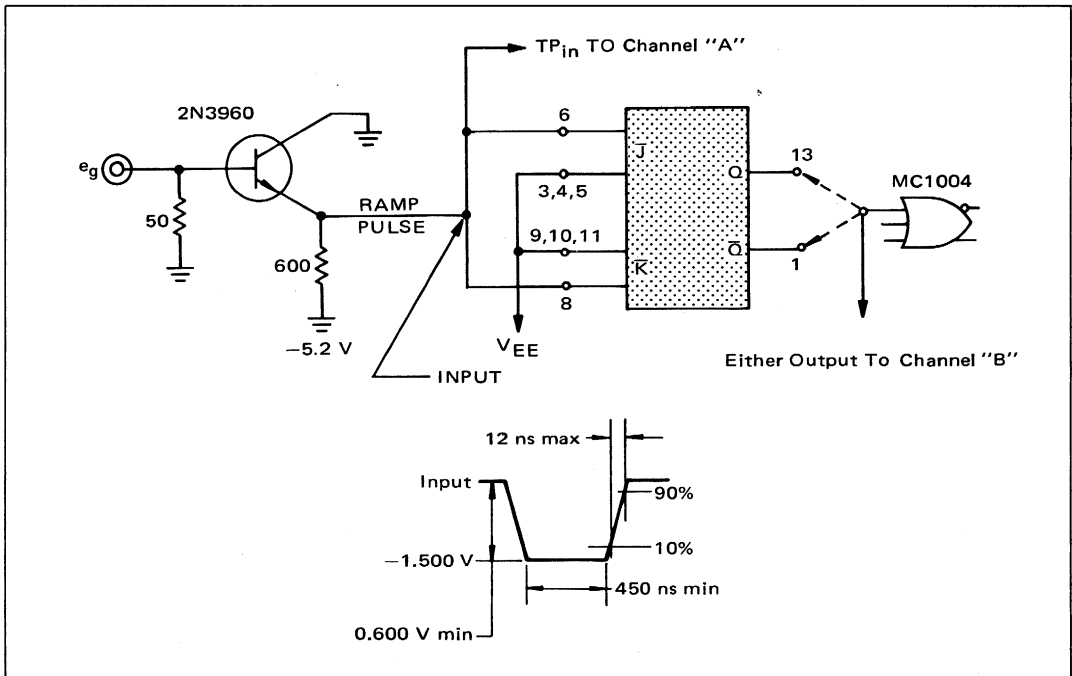 TPin TO Channel "A"
2N3960
eg
50
600
−5.2 V
RAMP
PULSE
INPUT
6
3,4,5
9,10,11
8
VEE
J̅
K̅
Q
Q̅
13
1
MC1004
Either Output To Channel "B"
12 ns max
Input
90%
10%
−1.500 V
450 ns min
0.600 V min